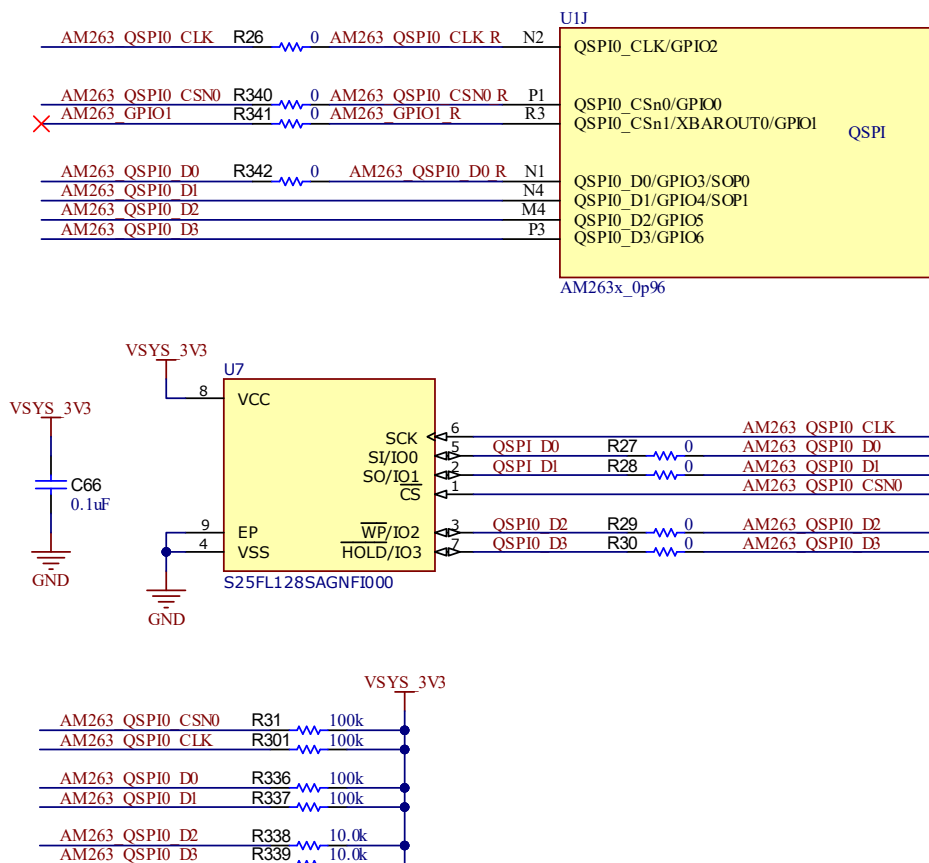 U1J
AM263_QSPI0_CLK R26 0 AM263_QSPI0_CLK_R N2 QSPI0_CLK/GPIO2
AM263_QSPI0_CSN0 R340 0 AM263_QSPI0_CSN0_R P1 QSPI0_CSn0/GPIO0
AM263_GPIO1 R341 0 AM263_GPIO1_R R3 QSPI0_CSn1/XBAROUT0/GPIO1
QSPI
AM263_QSPI0_D0 R342 0 AM263_QSPI0_D0_R N1 QSPI0_D0/GPIO3/SOP0
AM263_QSPI0_D1 N4 QSPI0_D1/GPIO4/SOP1
AM263_QSPI0_D2 M4 QSPI0_D2/GPIO5
AM263_QSPI0_D3 P3 QSPI0_D3/GPIO6
AM263x_0p96
VSYS_3V3
U7
8 VCC
VSYS_3V3
SCK 6 AM263_QSPI0_CLK
SI/IO0 5 QSPI_D0 R27 0 AM263_QSPI0_D0
SO/IO1 2 QSPI_D1 R28 0 AM263_QSPI0_D1
CS 1 AM263_QSPI0_CSN0
C66
0.1uF
9 EP WP/IO2 3 QSPI0_D2 R29 0 AM263_QSPI0_D2
4 VSS HOLD/IO3 7 QSPI0_D3 R30 0 AM263_QSPI0_D3
GND
S25FL128SAGNFI000
GND
VSYS_3V3
AM263_QSPI0_CSN0 R31 100k
AM263_QSPI0_CLK R301 100k
AM263_QSPI0_D0 R336 100k
AM263_QSPI0_D1 R337 100k
AM263_QSPI0_D2 R338 10.0k
AM263_QSPI0_D3 R339 10.0k